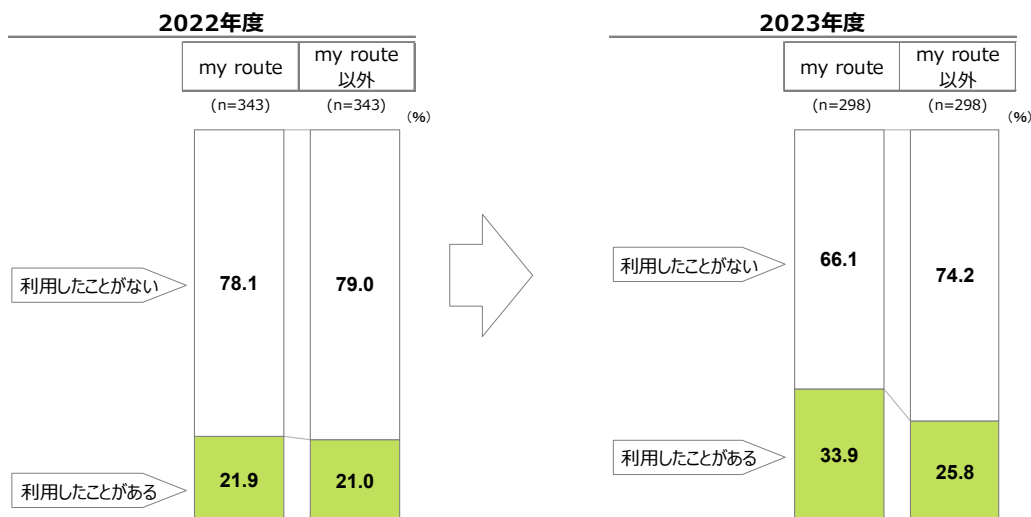 2022年度
my route
my route
以外
(n=343)
(n=343)
(%)
利用したことがない
78.1
79.0
利用したことがある
21.9
21.0
2023年度
my route
my route
以外
(n=298)
(n=298)
(%)
利用したことがない
66.1
74.2
利用したことがある
33.9
25.8